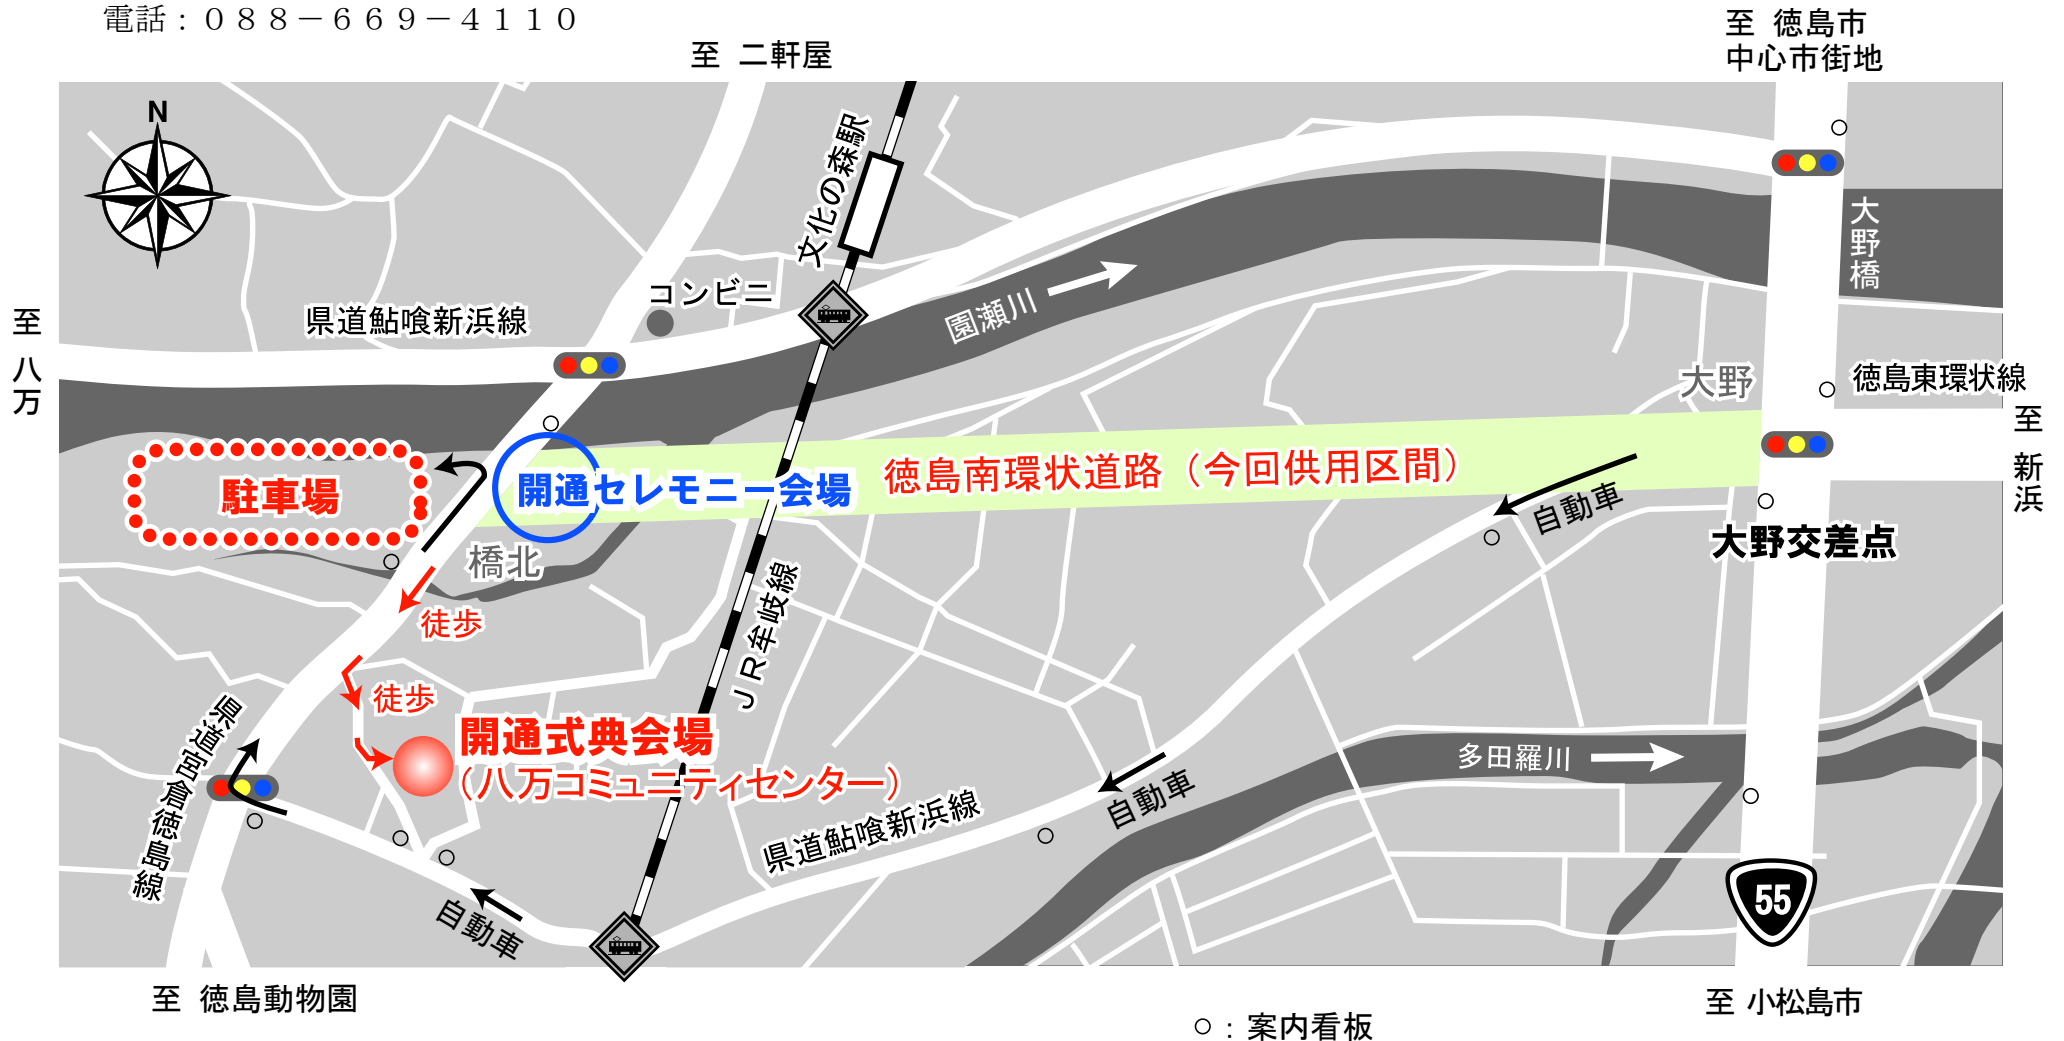 電話：０８８－６６９－４１１０
至 二軒屋
至 徳島市
中心市街地
N
文化の森駅
大野橋
コンビニ
県道鮎喰新浜線
園瀬川
至 八万
大野
徳島東環状線
至 新浜
徳島南環状道路（今回供用区間）
開通セレモニー会場
駐車場
自動車
大野交差点
橋北
徒歩
ＪＲ牟岐線
徒歩
県道宮倉徳島線
開通式典会場
（八万コミュニティセンター）
多田羅川
自動車
県道鮎喰新浜線
自動車
55
至 徳島動物園
至 小松島市
○：案内看板